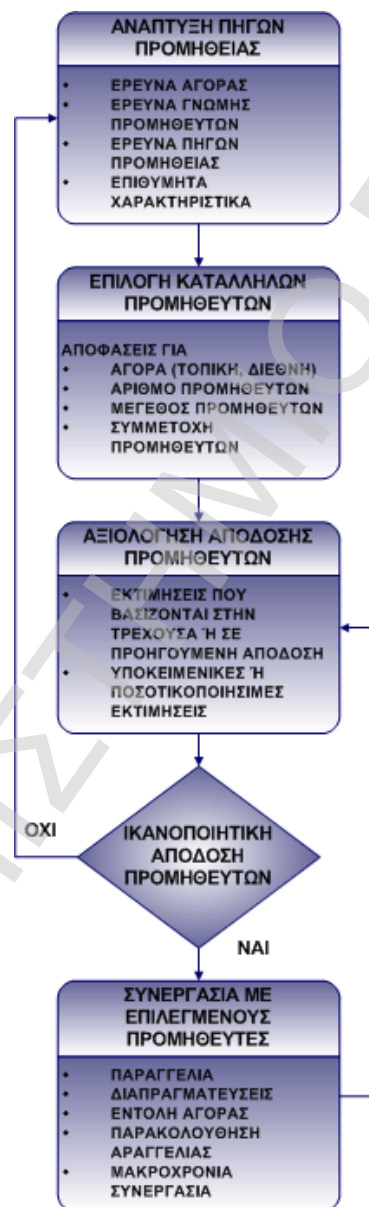 ΑΝΑΠΤΥΞΗ ΠΗΓΩΝ
ΠΡΟΜΗΘΕΙΑΣ
• ΕΡΕΥΝΑ ΑΓΟΡΑΣ
• ΕΡΕΥΝΑ ΓΝΩΜΗΣ
ΠΡΟΜΗΘΕΥΤΩΝ
• ΕΡΕΥΝΑ ΠΗΓΩΝ
ΠΡΟΜΗΘΕΙΑΣ
• ΕΠΙΘΥΜΗΤΑ
ΧΑΡΑΚΤΗΡΙΣΤΙΚΑ
ΕΠΙΛΟΓΗ ΚΑΤΑΛΛΗΛΩΝ
ΠΡΟΜΗΘΕΥΤΩΝ
ΑΠΟΦΑΣΕΙΣ ΓΙΑ
• ΑΓΟΡΑ (ΤΟΠΙΚΗ, ΔΙΕΘΝΗ)
• ΑΡΙΘΜΟ ΠΡΟΜΗΘΕΥΤΩΝ
• ΜΕΓΕΘΟΣ ΠΡΟΜΗΘΕΥΤΩΝ
• ΣΥΜΜΕΤΟΧΗ
ΠΡΟΜΗΘΕΥΤΩΝ
ΑΞΙΟΛΟΓΗΣΗ ΑΠΟΔΟΣΗΣ
ΠΡΟΜΗΘΕΥΤΩΝ
• ΕΚΤΙΜΗΣΕΙΣ ΠΟΥ
ΒΑΣΙΖΟΝΤΑΙ ΣΤΗΝ
ΤΡΕΧΟΥΣΑ Ή ΣΕ
ΠΡΟΗΓΟΥΜΕΝΗ ΑΠΟΔΟΣΗ
• ΥΠΟΚΕΙΜΕΝΙΚΕΣ Ή
ΠΟΣΟΤΙΚΟΠΟΙΗΣΙΜΕΣ
ΕΚΤΙΜΗΣΕΙΣ
ΟΧΙ
ΙΚΑΝΟΠΟΙΗΤΙΚΗ
ΑΠΟΔΟΣΗ
ΠΡΟΜΗΘΕΥΤΩΝ
ΝΑΙ
ΣΥΝΕΡΓΑΣΙΑ ΜΕ
ΕΠΙΛΕΓΜΕΝΟΥΣ
ΠΡΟΜΗΘΕΥΤΕΣ
• ΠΑΡΑΓΓΕΛΙΑ
• ΔΙΑΠΡΑΓΜΑΤΕΥΣΕΙΣ
• ΕΝΤΟΛΗ ΑΓΟΡΑΣ
• ΠΑΡΑΚΟΛΟΥΘΗΣΗ
ΑΡΑΓΓΕΛΙΑΣ
• ΜΑΚΡΟΧΡΟΝΙΑ
ΣΥΝΕΡΓΑΣΙΑ